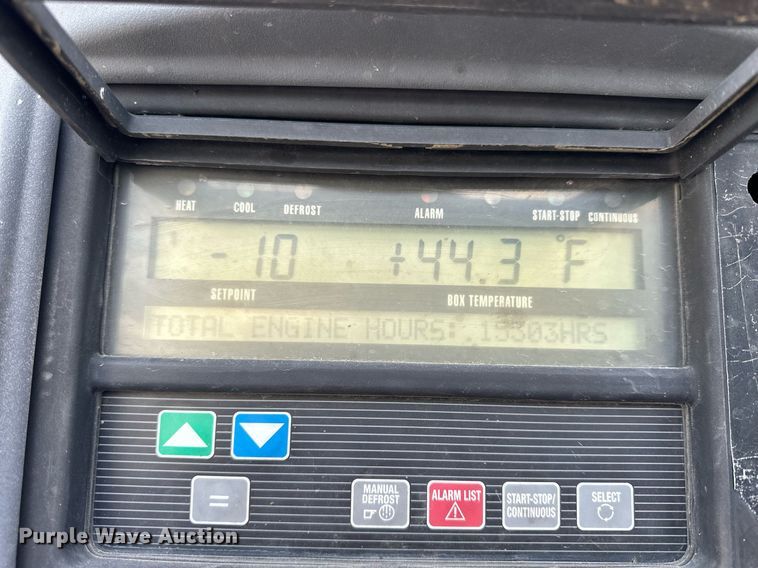 HEAT COOL DEFROST ALARM START-STOP CONTINUOUS
-10 +44.3 °F
SETPOINT BOX TEMPERATURE
TOTAL ENGINE HOURS: 15303HRS
=
MANUAL DEFROST
ALARM LIST
START-STOP/ CONTINUOUS
SELECT
Purple Wave Auction